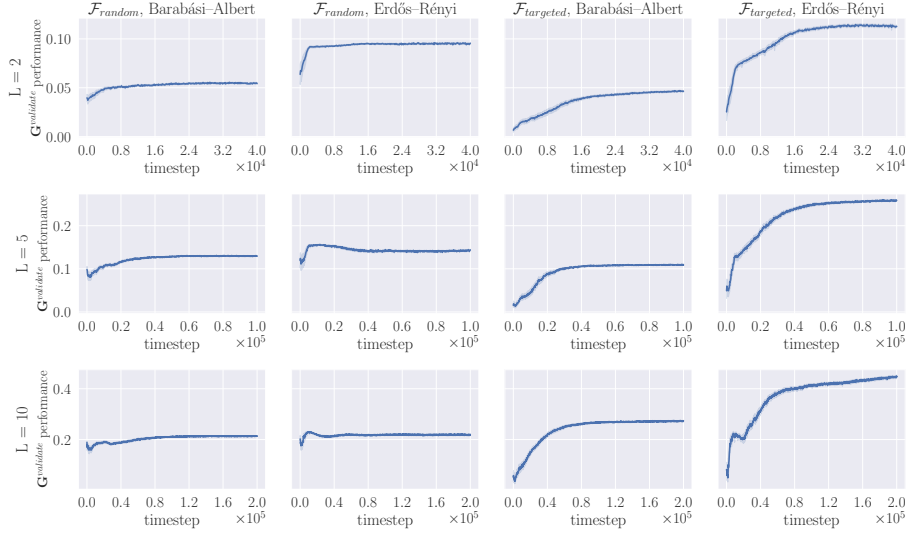 F_random, Barabási–Albert
F_random, Erdős–Rényi
F_targeted, Barabási–Albert
F_targeted, Erdős–Rényi
L = 2
G^validate performance
0.10
0.05
0.00
0.0 0.8 1.6 2.4 3.2 4.0
timestep ×10^4
0.0 0.8 1.6 2.4 3.2 4.0
timestep ×10^4
0.0 0.8 1.6 2.4 3.2 4.0
timestep ×10^4
0.0 0.8 1.6 2.4 3.2 4.0
timestep ×10^4
L = 5
G^validate performance
0.2
0.1
0.0
0.0 0.2 0.4 0.6 0.8 1.0
timestep ×10^5
0.0 0.2 0.4 0.6 0.8 1.0
timestep ×10^5
0.0 0.2 0.4 0.6 0.8 1.0
timestep ×10^5
0.0 0.2 0.4 0.6 0.8 1.0
timestep ×10^5
L = 10
G^validate performance
0.4
0.2
0.0 0.4 0.8 1.2 1.6 2.0
timestep ×10^5
0.0 0.4 0.8 1.2 1.6 2.0
timestep ×10^5
0.0 0.4 0.8 1.2 1.6 2.0
timestep ×10^5
0.0 0.4 0.8 1.2 1.6 2.0
timestep ×10^5